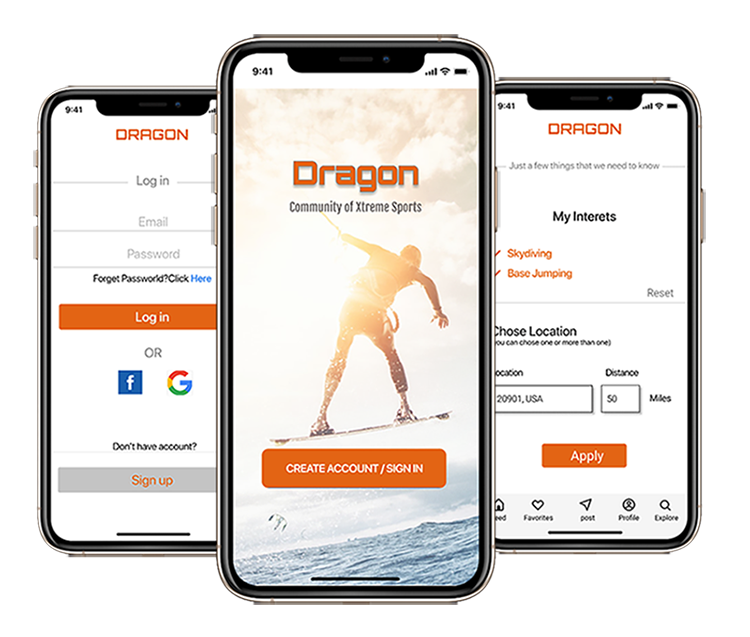 9:41
DRAGON
Log in
Email
Password
Forget Passworld?Click Here
Log in
OR
f
G
Don't have account?
Sign up
9:41
Dragon
Community of Xtreme Sports
CREATE ACCOUNT / SIGN IN
9:41
DRAGON
Just a few things that we need to know
My Interets
Skydiving
Base Jumping
Reset
Chose Location
you can chose one or more than one)
ocation Distance
20901, USA 50 Miles
Apply
eed Favorites post Profile Explore